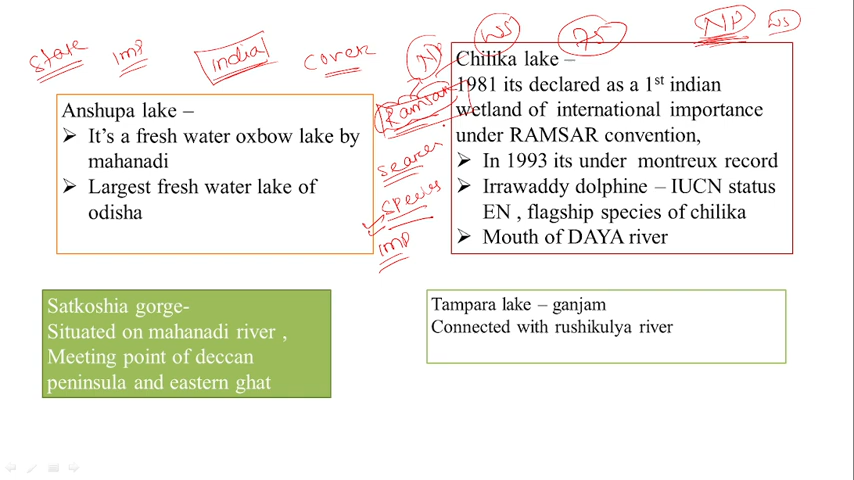 State imp India cover NP WS 75 NP WS
Ramsar
search
species
imp
Anshupa lake –
➢ It's a fresh water oxbow lake by
mahanadi
➢ Largest fresh water lake of
odisha
Chilika lake –
1981 its declared as a 1st indian
wetland of international importance
under RAMSAR convention,
➢ In 1993 its under montreux record
➢ Irrawaddy dolphine – IUCN status
EN , flagship species of chilika
➢ Mouth of DAYA river
Satkoshia gorge-
Situated on mahanadi river ,
Meeting point of deccan
peninsula and eastern ghat
Tampara lake – ganjam
Connected with rushikulya river